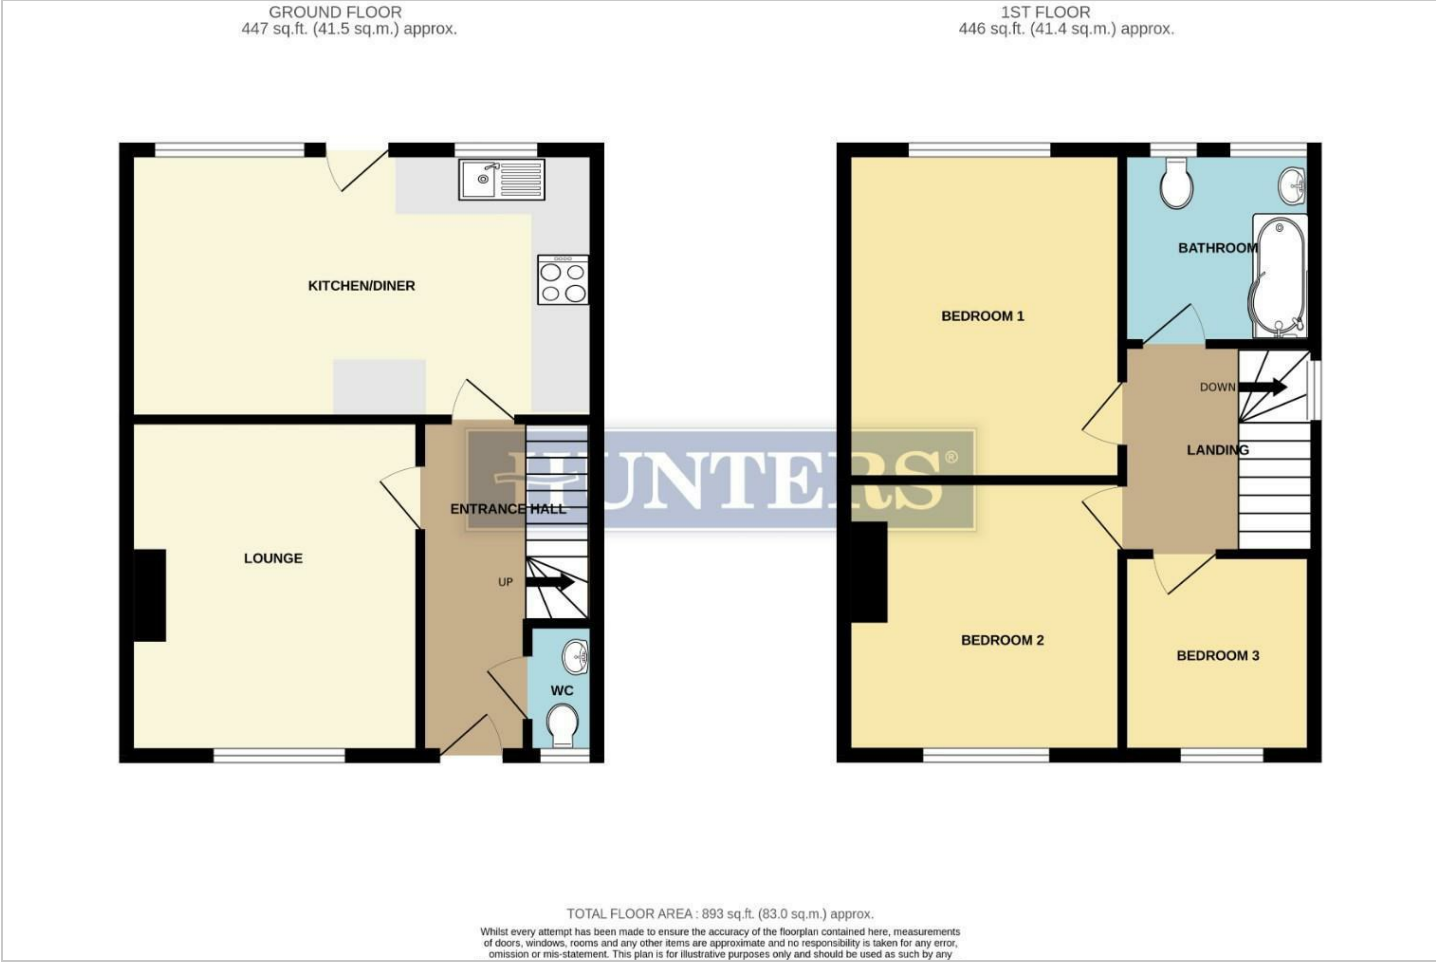 GROUND FLOOR
447 sq.ft. (41.5 sq.m.) approx.
1ST FLOOR
446 sq.ft. (41.4 sq.m.) approx.
KITCHEN/DINER
LOUNGE
ENTRANCE HALL
UP
WC
BEDROOM 1
BATHROOM
DOWN
LANDING
BEDROOM 2
BEDROOM 3
HUNTERS®
TOTAL FLOOR AREA : 893 sq.ft. (83.0 sq.m.) approx.
Whilst every attempt has been made to ensure the accuracy of the floorplan contained here, measurements
of doors, windows, rooms and any other items are approximate and no responsibility is taken for any error,
omission or mis-statement. This plan is for illustrative purposes only and should be used as such by any